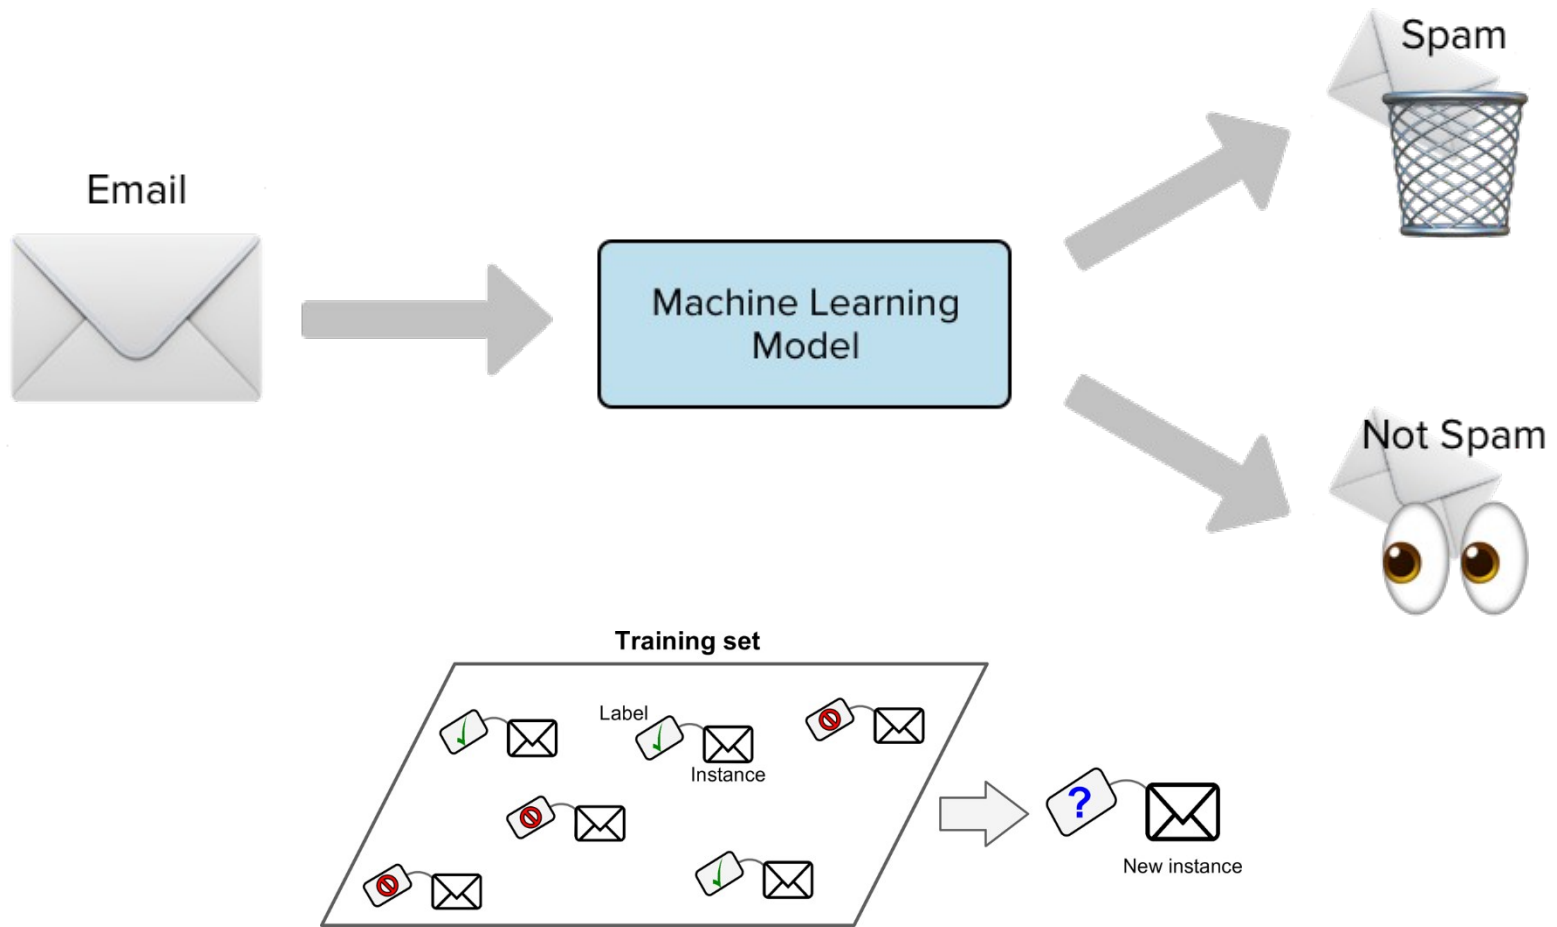 Spam
Email
Machine Learning
Model
Not Spam
Training set
Label
Instance
?
New instance